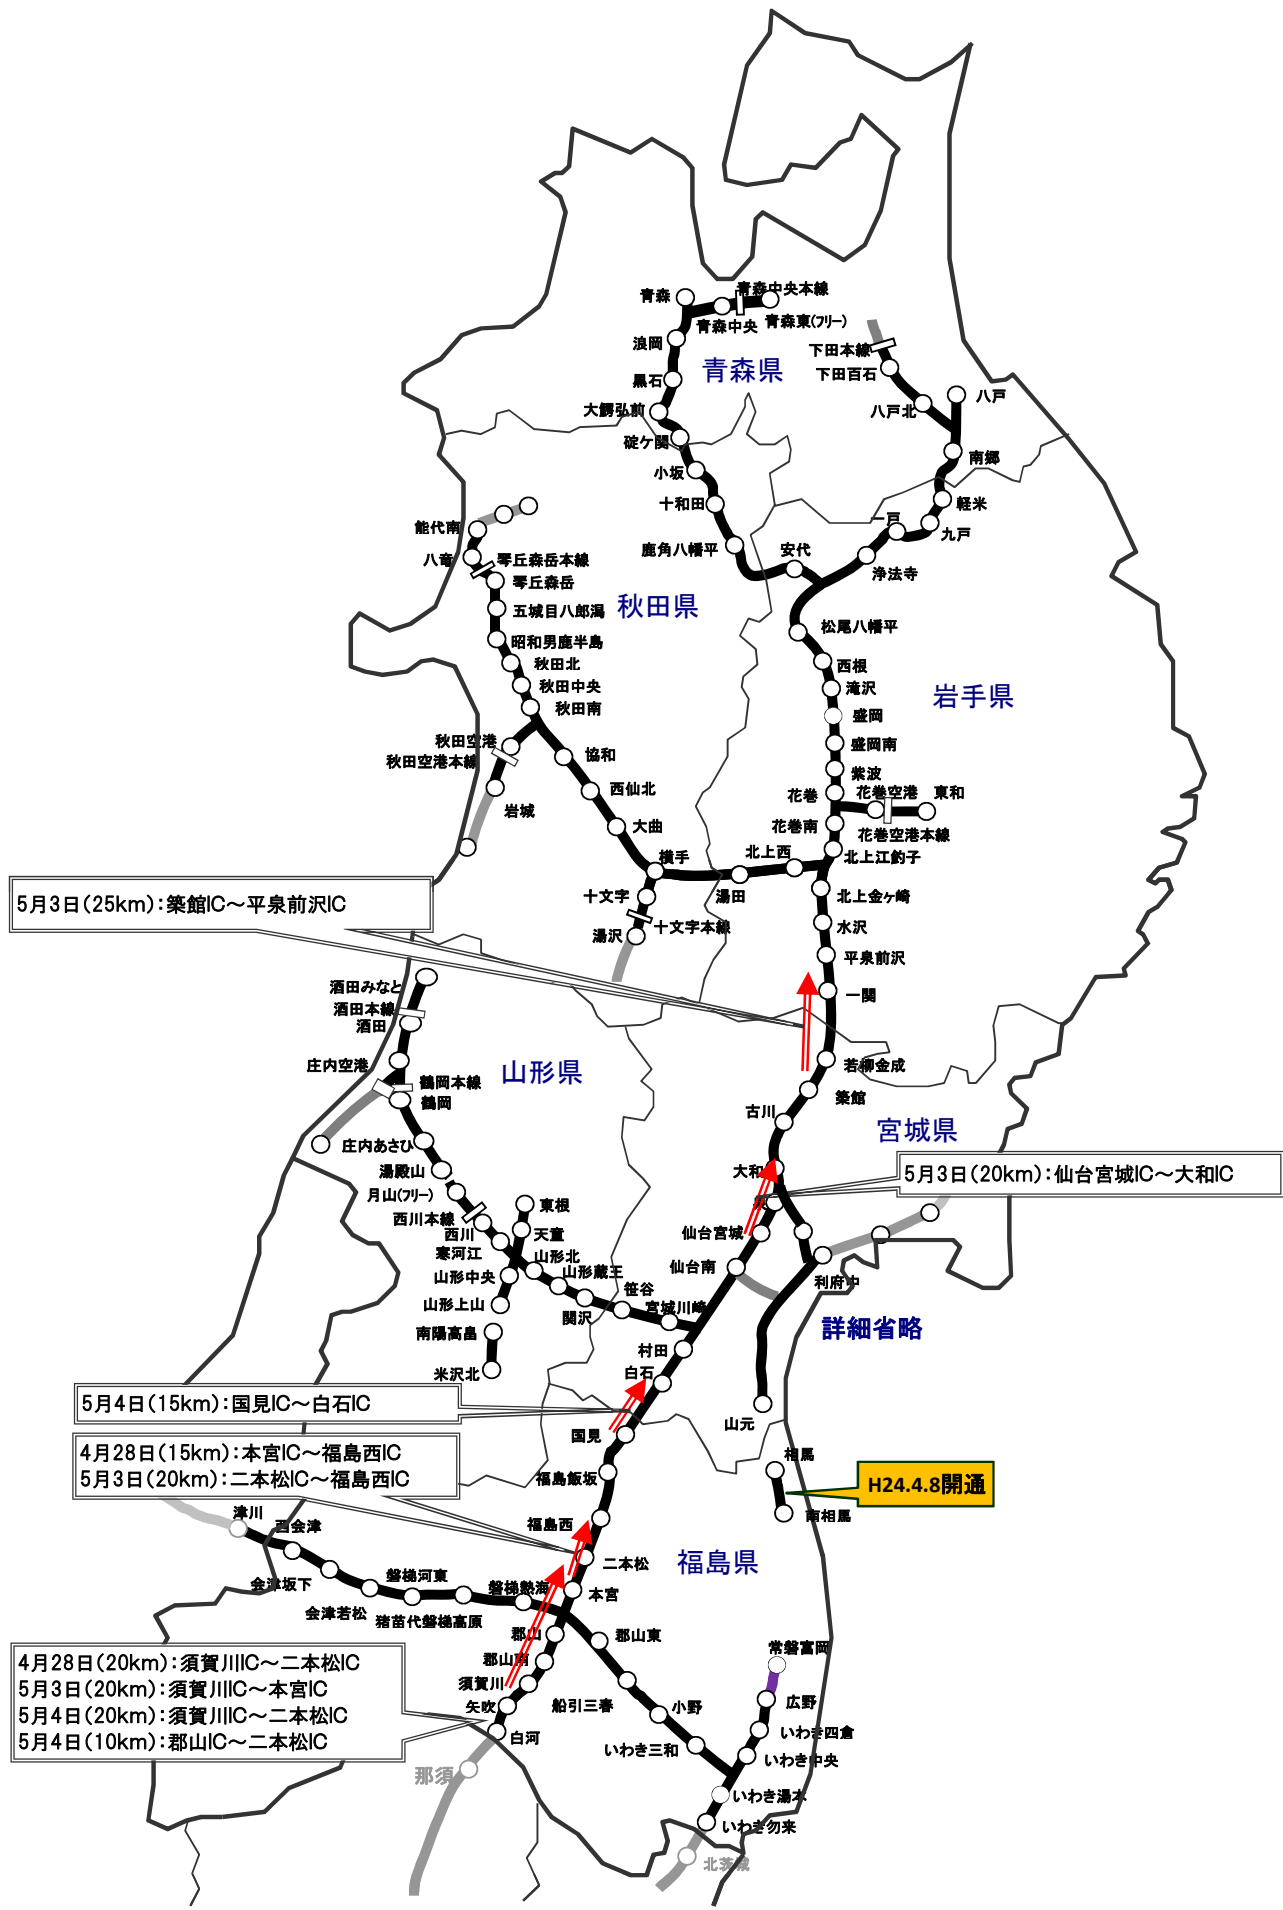 青森
青森中央本線
青森中央
青森東(フリー)
浪岡
下田本線
青森県
下田百石
黒石
八戸
大鰐弘前
八戸北
碇ケ関
南郷
小坂
十和田
軽米
一戸
能代南
九戸
鹿角八幡平
安代
八竜
琴丘森岳本線
浄法寺
琴丘森岳
秋田県
五城目八郎潟
松尾八幡平
昭和男鹿半島
秋田北
西根
秋田中央
滝沢
岩手県
秋田南
盛岡
秋田空港
盛岡南
秋田空港本線
協和
紫波
西仙北
花巻
花巻空港
東和
岩城
大曲
花巻南
花巻空港本線
横手
北上西
北上江釣子
5月3日(25km):築館IC～平泉前沢IC
十文字
湯田
北上金ヶ崎
十文字本線
水沢
湯沢
平泉前沢
酒田みなと
一関
酒田本線
酒田
庄内空港
若柳金成
山形県
鶴岡本線
鶴岡
築館
古川
宮城県
庄内あさひ
湯殿山
大和
5月3日(20km):仙台宮城IC～大和IC
月山(フリー)
東根
西川本線
西川
天童
仙台宮城
寒河江
山形北
仙台南
山形中央
山形蔵王
利府中
笹谷
山形上山
関沢
宮城川崎
詳細省略
南陽高畠
村田
米沢北
白石
5月4日(15km):国見IC～白石IC
山元
国見
4月28日(15km):本宮IC～福島西IC
5月3日(20km):二本松IC～福島西IC
相馬
福島飯坂
H24.4.8開通
津川
南相馬
西会津
福島西
二本松
福島県
会津坂下
磐梯河東
磐梯熱海
本宮
会津若松
猪苗代磐梯高原
郡山
郡山東
常磐富岡
4月28日(20km):須賀川IC～二本松IC
5月3日(20km):須賀川IC～本宮IC
5月4日(20km):須賀川IC～二本松IC
5月4日(10km):郡山IC～二本松IC
郡山南
須賀川
船引三春
小野
広野
矢吹
白河
いわき四倉
いわき三和
いわき中央
那須
いわき湯本
いわき勿来
北茨城